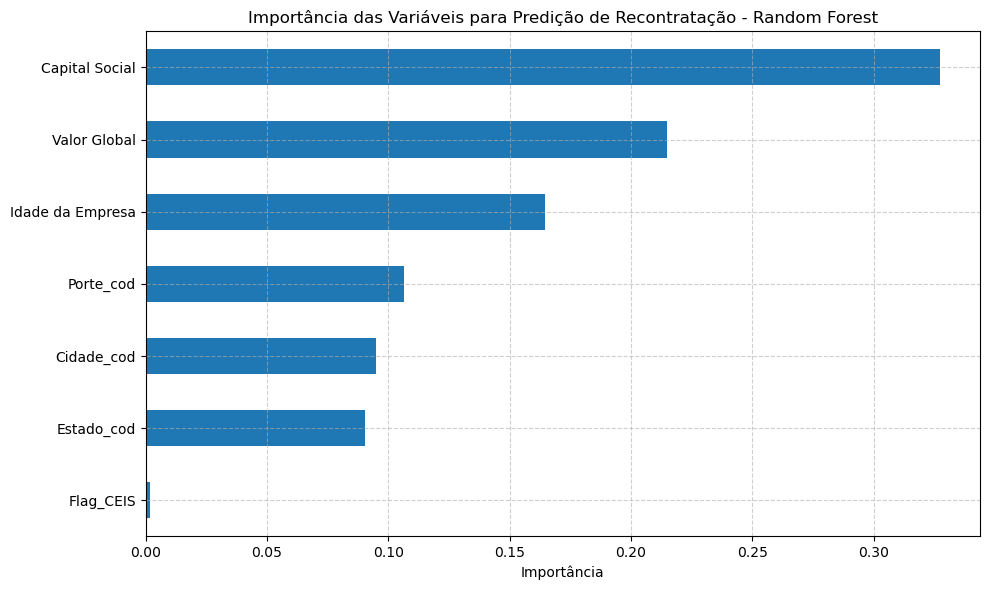 Importância das Variáveis para Predição de Recontratação - Random Forest
Capital Social
Valor Global
Idade da Empresa
Porte_cod
Cidade_cod
Estado_cod
Flag_CEIS
0.00 0.05 0.10 0.15 0.20 0.25 0.30
Importância